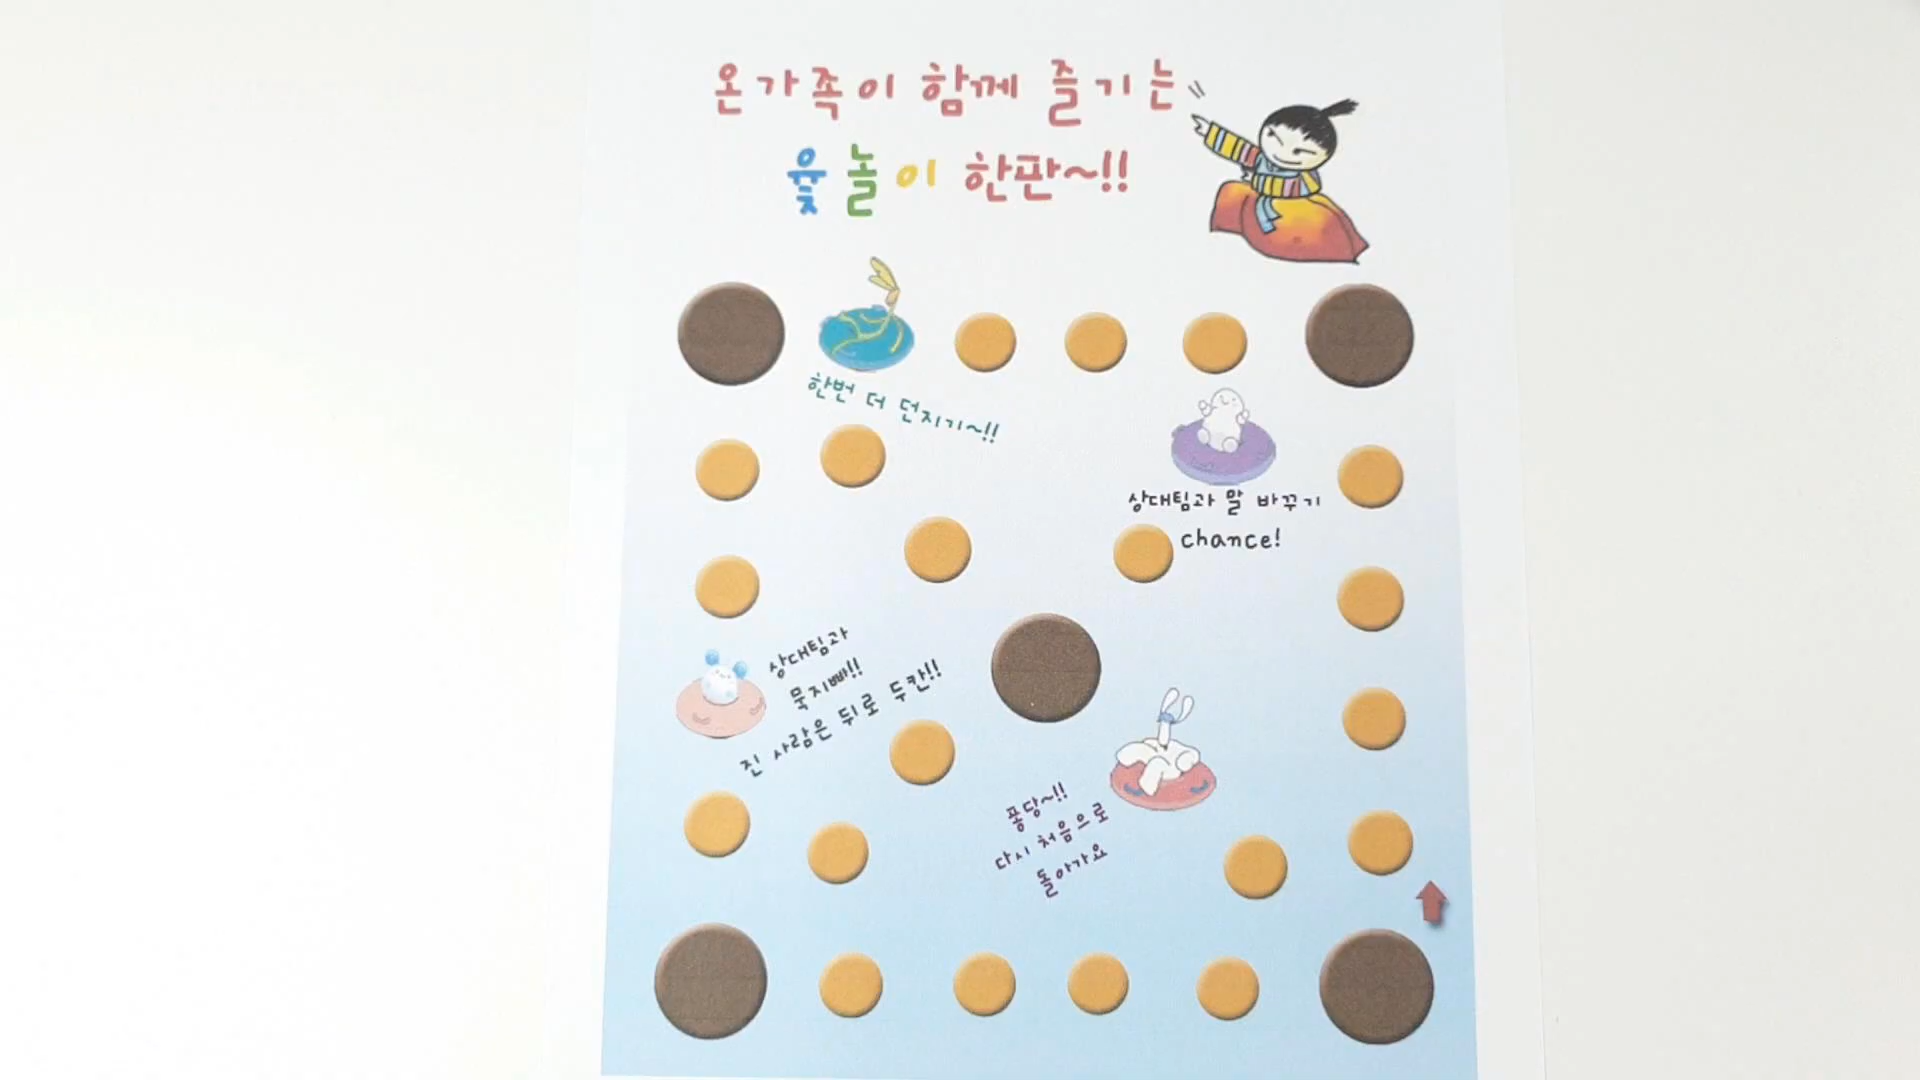 온가족이 함께 즐기는
윷놀이 한판~!!
한번 더 던지기~!!
상대팀과 말 바꾸기
chance!
상대팀과
묵지빠!!
진 사람은 뒤로 두칸!!
퐁당~!!
다시 처음으로
돌아가요